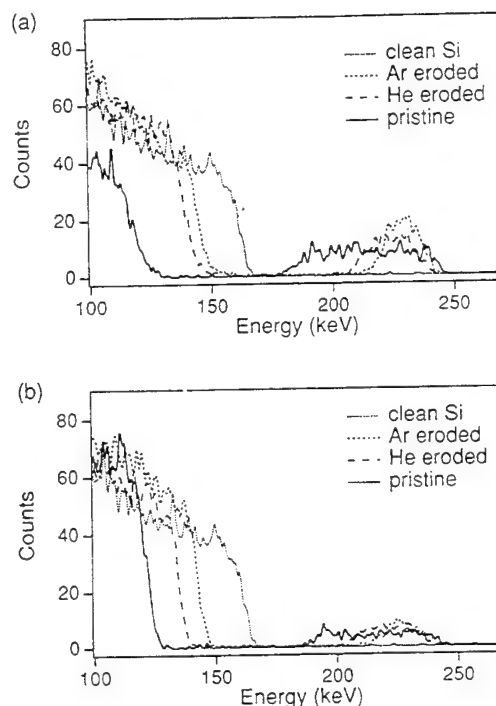 (a)
80
60
40
20
0
Counts
clean Si
Ar eroded
He eroded
pristine
100
150
200
250
Energy (keV)
(b)
80
60
40
20
0
Counts
clean Si
Ar eroded
He eroded
pristine
100
150
200
250
Energy (keV)